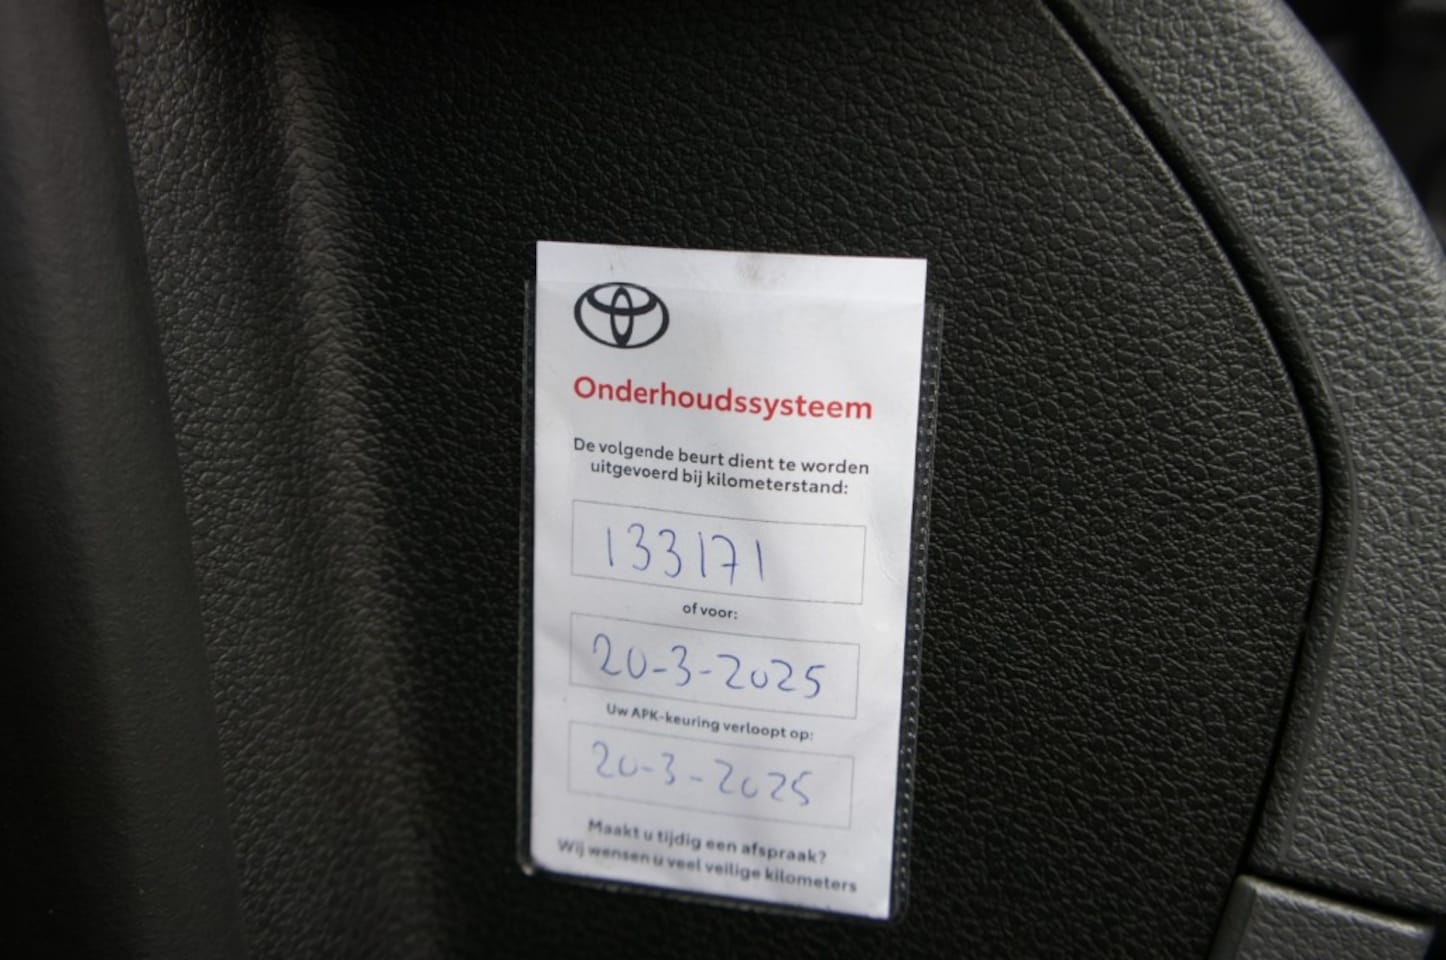 Onderhoudssysteem
De volgende beurt dient te worden
uitgevoerd bij kilometerstand:
133171
of voor:
20-3-2025
Uw APK-keuring verloopt op:
20-3-2025
Maakt u tijdig een afspraak?
Wij wensen u veel veilige kilometers